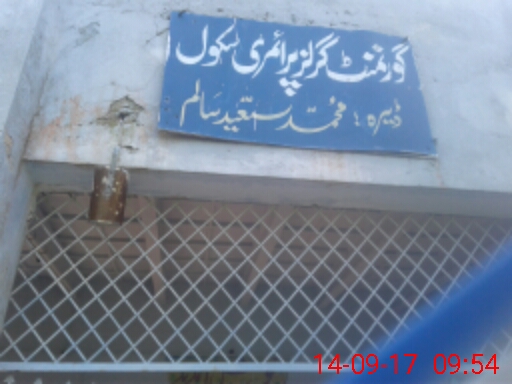 گورنمنٹ گرلز پرائمری سکول
ڈیرہ: محمد سعید سالم
14-09-17 09:54